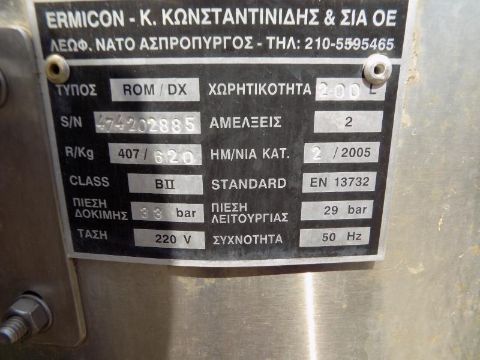 ERMICON - Κ. ΚΩΝΣΤΑΝΤΙΝΙΔΗΣ & ΣΙΑ ΟΕ
ΛΕΩΦ. ΝΑΤΟ ΑΣΠΡΟΠΥΡΓΟΣ - ΤΗΛ: 210-5595465
ΤΥΠΟΣ ROM / DX ΧΩΡΗΤΙΚΟΤΗΤΑ 200 L
S/N 474202885 ΑΜΕΛΞΕΙΣ 2
R/Kg 407/ 620 ΗΜ/ΝΙΑ ΚΑΤ. 2 / 2005
CLASS BII STANDARD EN 13732
ΠΙΕΣΗ ΔΟΚΙΜΗΣ 33 bar ΠΙΕΣΗ ΛΕΙΤΟΥΡΓΙΑΣ 29 bar
ΤΑΣΗ 220 V ΣΥΧΝΟΤΗΤΑ 50 Hz